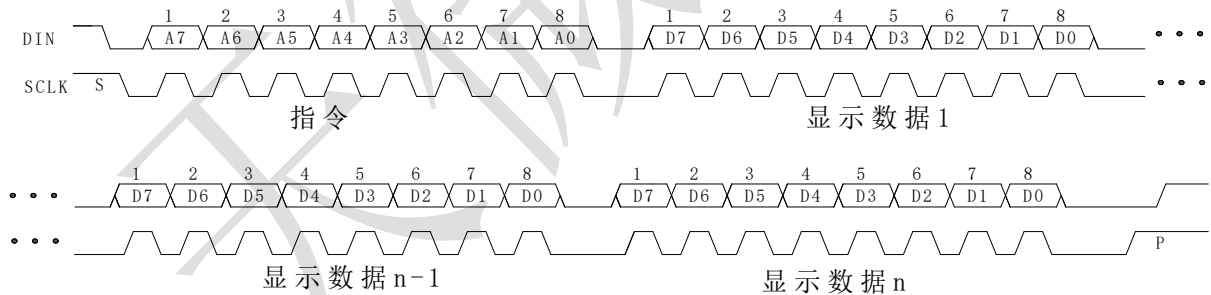 1 2 3 4 5 6 7 8 1 2 3 4 5 6 7 8
DIN A7 A6 A5 A4 A3 A2 A1 A0 D7 D6 D5 D4 D3 D2 D1 D0
SCLK S
指令 显示数据1
1 2 3 4 5 6 7 8 1 2 3 4 5 6 7 8
D7 D6 D5 D4 D3 D2 D1 D0 D7 D6 D5 D4 D3 D2 D1 D0
P
显示数据n-1 显示数据n